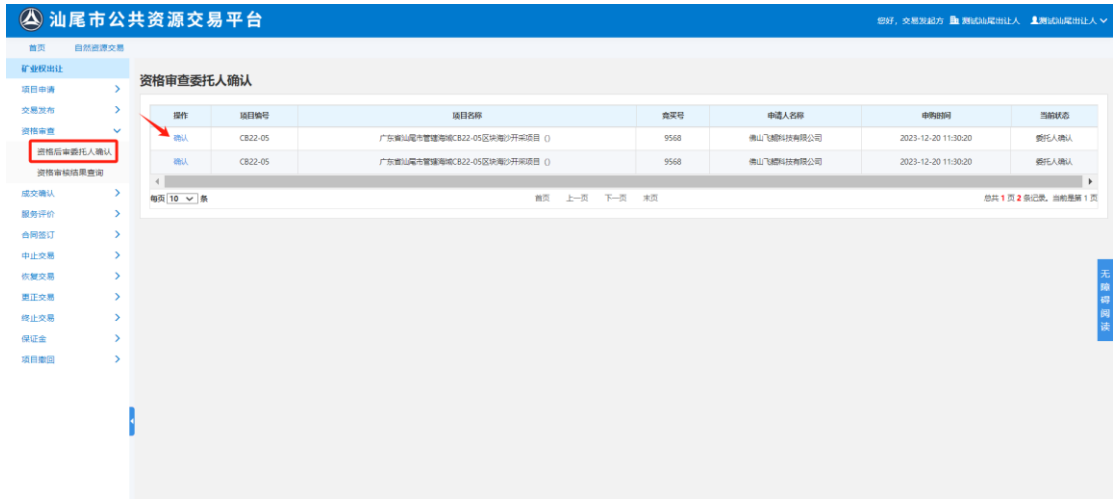 汕尾市公共资源交易平台
您好，交易发起方 测试汕尾出让人 测试汕尾出让人
首页 自然资源交易
矿业权出让
项目申请
交易发布
资格审查
资格后审委托人确认
资格审核结果查询
成交确认
服务评价
合同签订
中止交易
恢复交易
更正交易
终止交易
保证金
项目撤回
资格审查委托人确认
操作 项目编号 项目名称 竞买号 申请人名称 申购时间 当前状态
确认 CB22-05 广东省汕尾市管辖海域CB22-05区块海沙开采项目 () 9568 佛山飞麒科技有限公司 2023-12-20 11:30:20 委托人确认
确认 CB22-05 广东省汕尾市管辖海域CB22-05区块海沙开采项目 () 9568 佛山飞麒科技有限公司 2023-12-20 11:30:20 委托人确认
每页 10 条 首页 上一页 下一页 末页 总共 1 页 2 条记录。当前是第 1 页
无障碍阅读